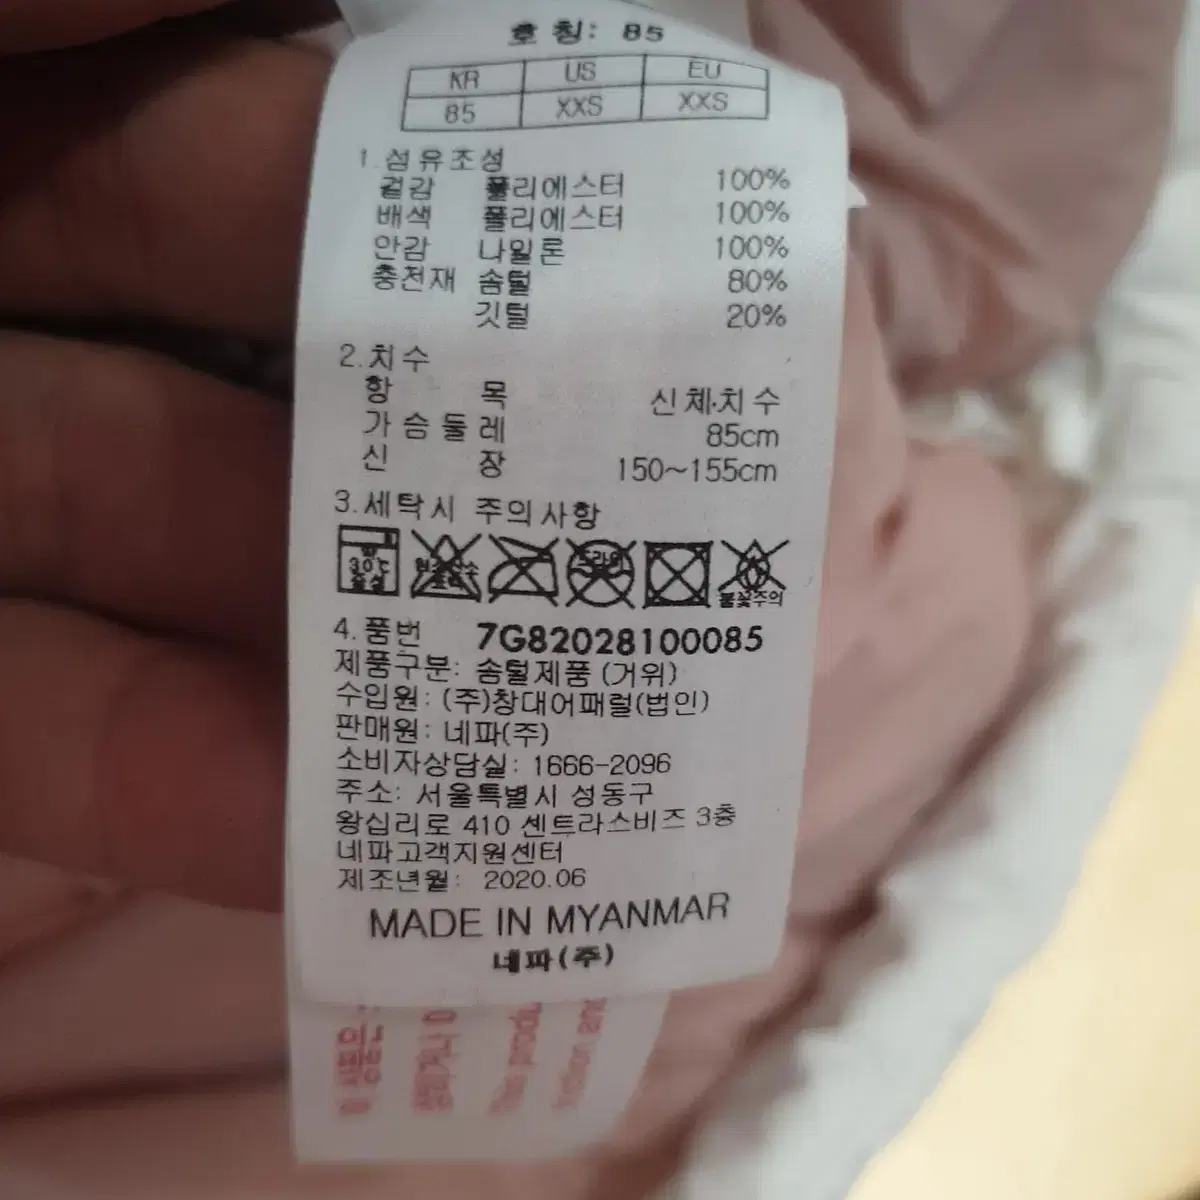 호칭: 85
KR US EU
85 XXS XXS
1.섬유조성
겉감 폴리에스터 100%
배색 폴리에스터 100%
안감 나일론 100%
충전재 솜털 80%
깃털 20%
2.치수
항 목 신체치수
가슴둘레 85cm
신 장 150~155cm
3.세탁시 주의사항
약 30℃ 중성
드라이
불꽃주의
4.품번 7G82028100085
제품구분: 솜털제품 (거위)
수입원: (주)창대어패럴(법인)
판매원: 네파(주)
소비자상담실: 1666-2096
주소: 서울특별시 성동구
왕십리로 410 센트라스비즈 3층
네파고객지원센터
제조년월: 2020.06
MADE IN MYANMAR
네파(주)